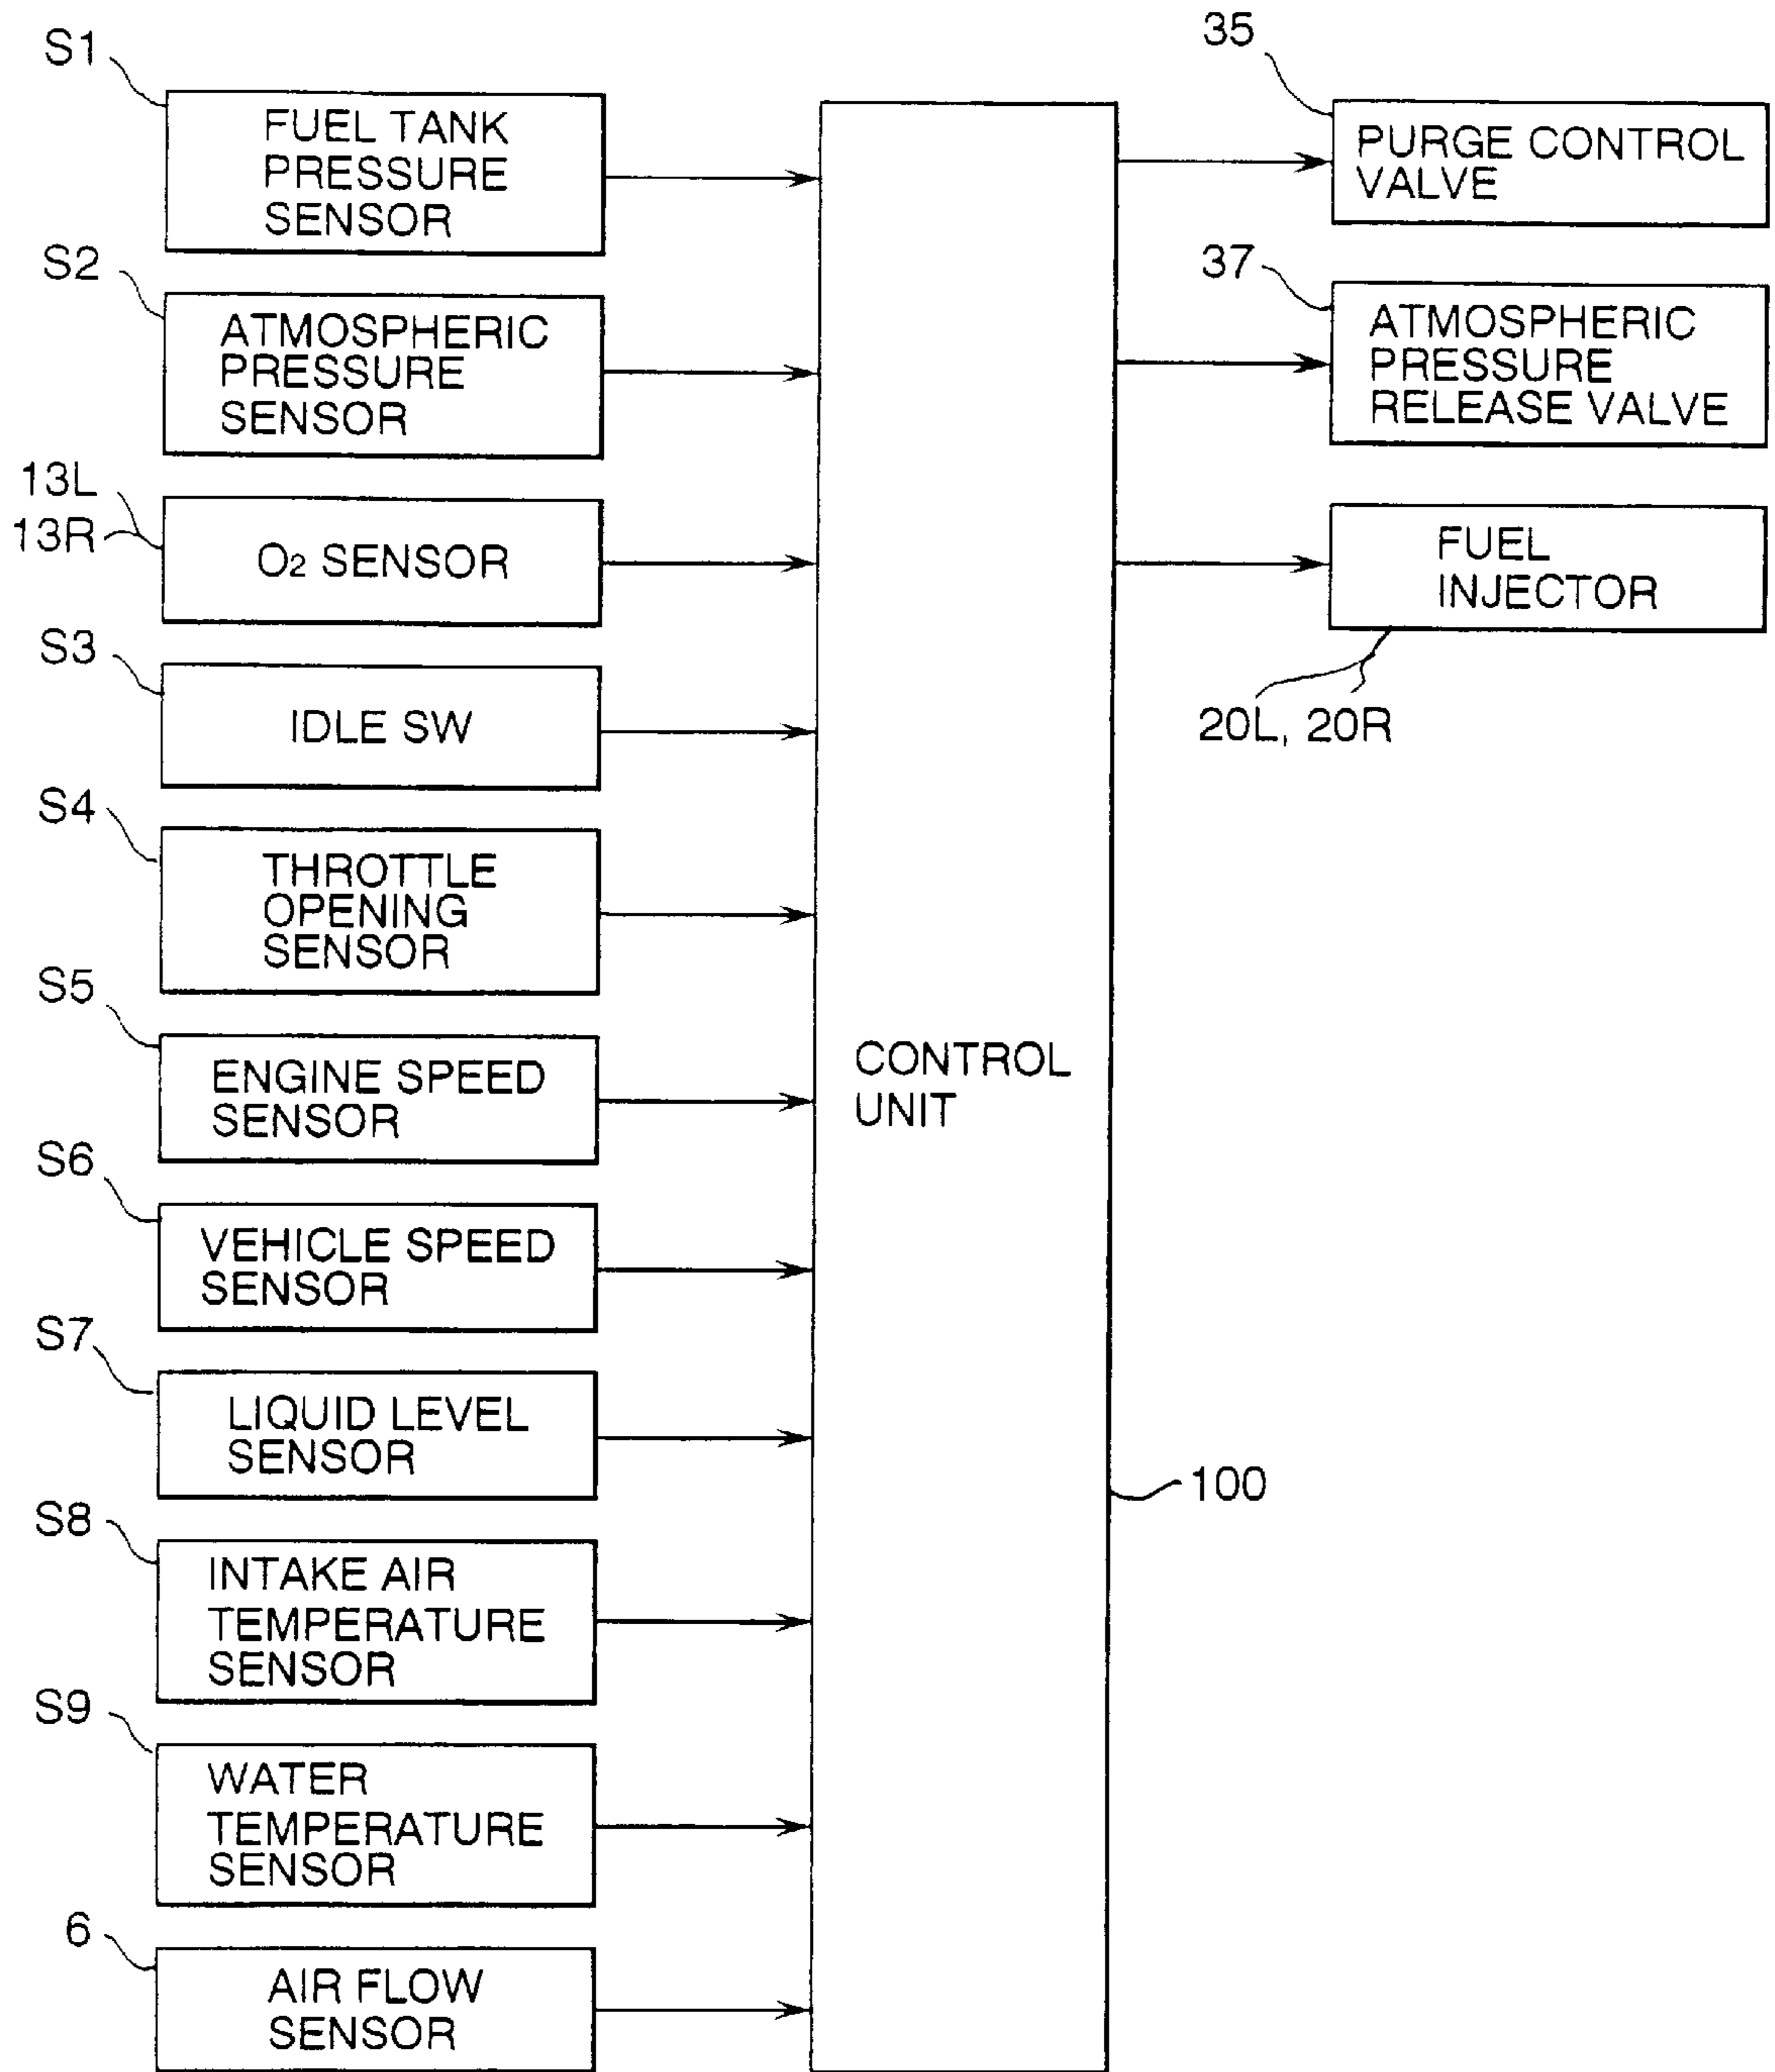 S1
FUEL TANK
PRESSURE
SENSOR
S2
ATMOSPHERIC
PRESSURE
SENSOR
13L
13R
O2 SENSOR
S3
IDLE SW
S4
THROTTLE
OPENING
SENSOR
S5
ENGINE SPEED
SENSOR
S6
VEHICLE SPEED
SENSOR
S7
LIQUID LEVEL
SENSOR
S8
INTAKE AIR
TEMPERATURE
SENSOR
S9
WATER
TEMPERATURE
SENSOR
6
AIR FLOW
SENSOR
CONTROL
UNIT
100
35
PURGE CONTROL
VALVE
37
ATMOSPHERIC
PRESSURE
RELEASE VALVE
FUEL
INJECTOR
20L, 20R